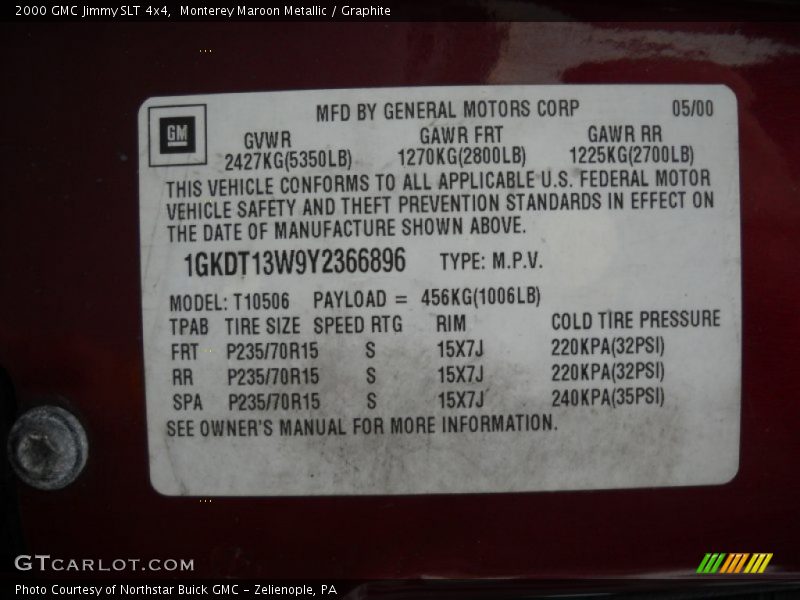 2000 GMC Jimmy SLT 4x4, Monterey Maroon Metallic / Graphite
MFD BY GENERAL MOTORS CORP 05/00
GM
GVWR GAWR FRT GAWR RR
2427KG(5350LB) 1270KG(2800LB) 1225KG(2700LB)
THIS VEHICLE CONFORMS TO ALL APPLICABLE U.S. FEDERAL MOTOR
VEHICLE SAFETY AND THEFT PREVENTION STANDARDS IN EFFECT ON
THE DATE OF MANUFACTURE SHOWN ABOVE.
1GKDT13W9Y2366896 TYPE: M.P.V.
MODEL: T10506 PAYLOAD = 456KG(1006LB)
TPAB TIRE SIZE SPEED RTG RIM COLD TIRE PRESSURE
FRT P235/70R15 S 15X7J 220KPA(32PSI)
RR P235/70R15 S 15X7J 220KPA(32PSI)
SPA P235/70R15 S 15X7J 240KPA(35PSI)
SEE OWNER'S MANUAL FOR MORE INFORMATION.
GTCARLOT.COM
Photo Courtesy of Northstar Buick GMC - Zelienople, PA